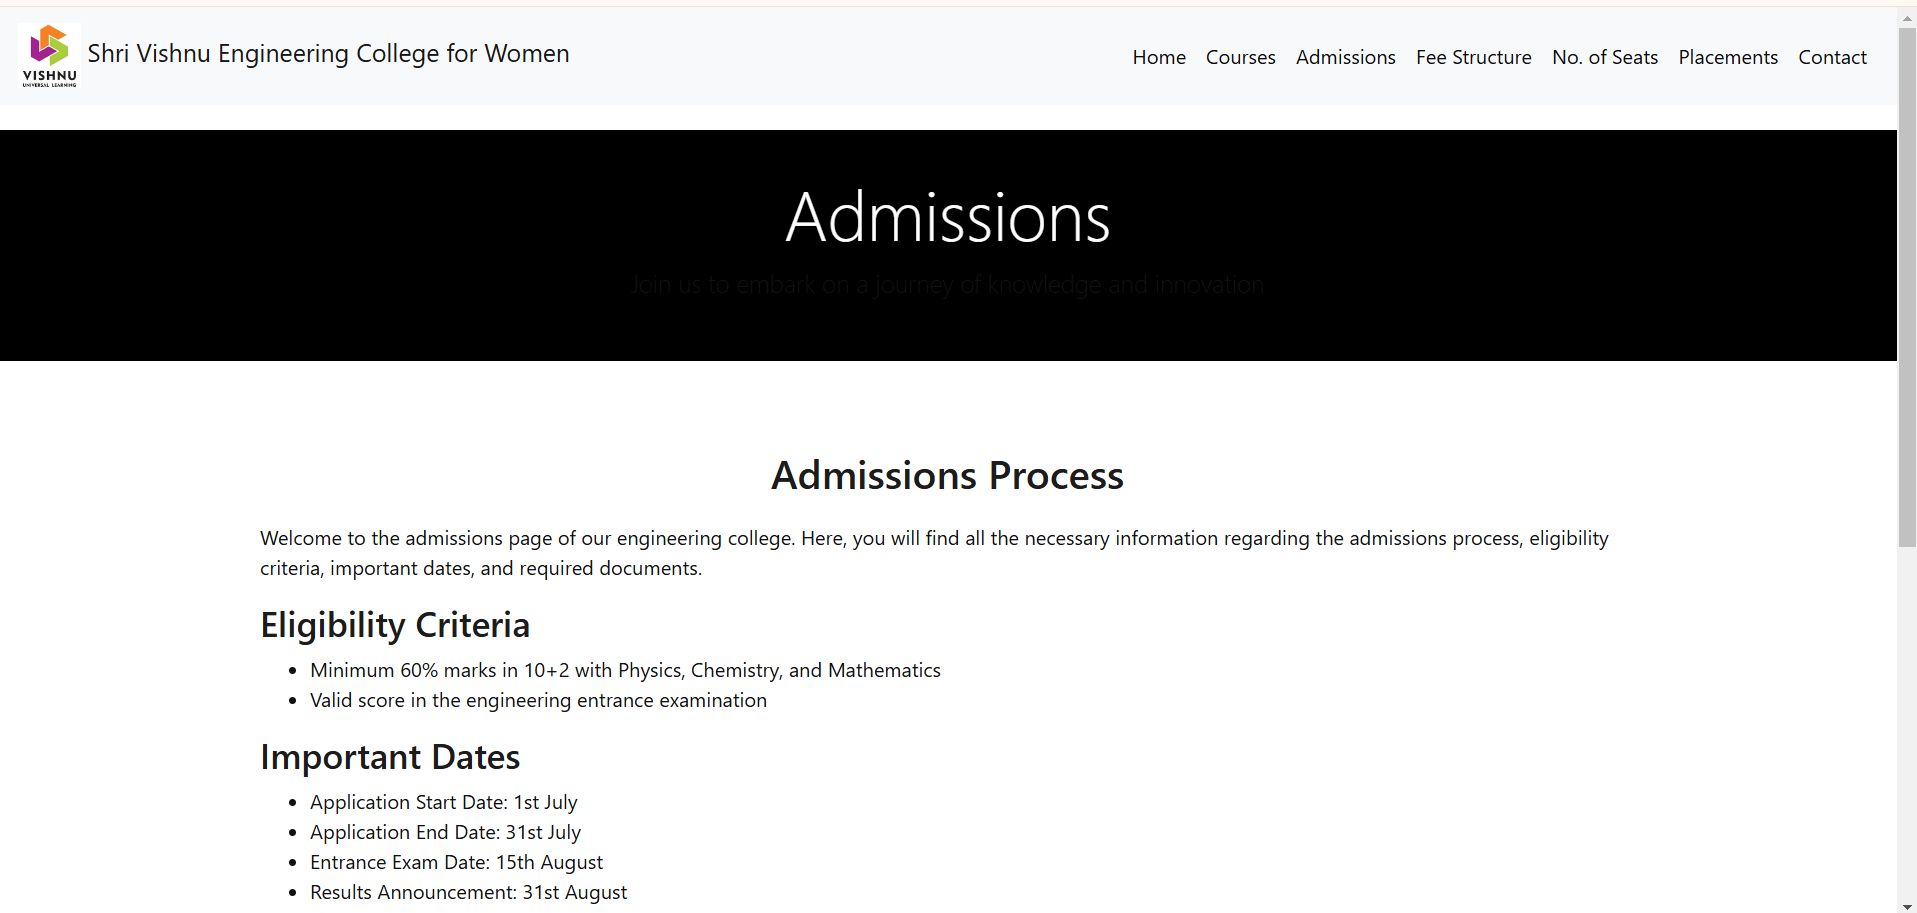 VISHNU
UNIVERSAL LEARNING
Shri Vishnu Engineering College for Women
Home Courses Admissions Fee Structure No. of Seats Placements Contact
Admissions
Join us to embark on a journey of knowledge and innovation
Admissions Process
Welcome to the admissions page of our engineering college. Here, you will find all the necessary information regarding the admissions process, eligibility
criteria, important dates, and required documents.
Eligibility Criteria
• Minimum 60% marks in 10+2 with Physics, Chemistry, and Mathematics
• Valid score in the engineering entrance examination
Important Dates
• Application Start Date: 1st July
• Application End Date: 31st July
• Entrance Exam Date: 15th August
• Results Announcement: 31st August